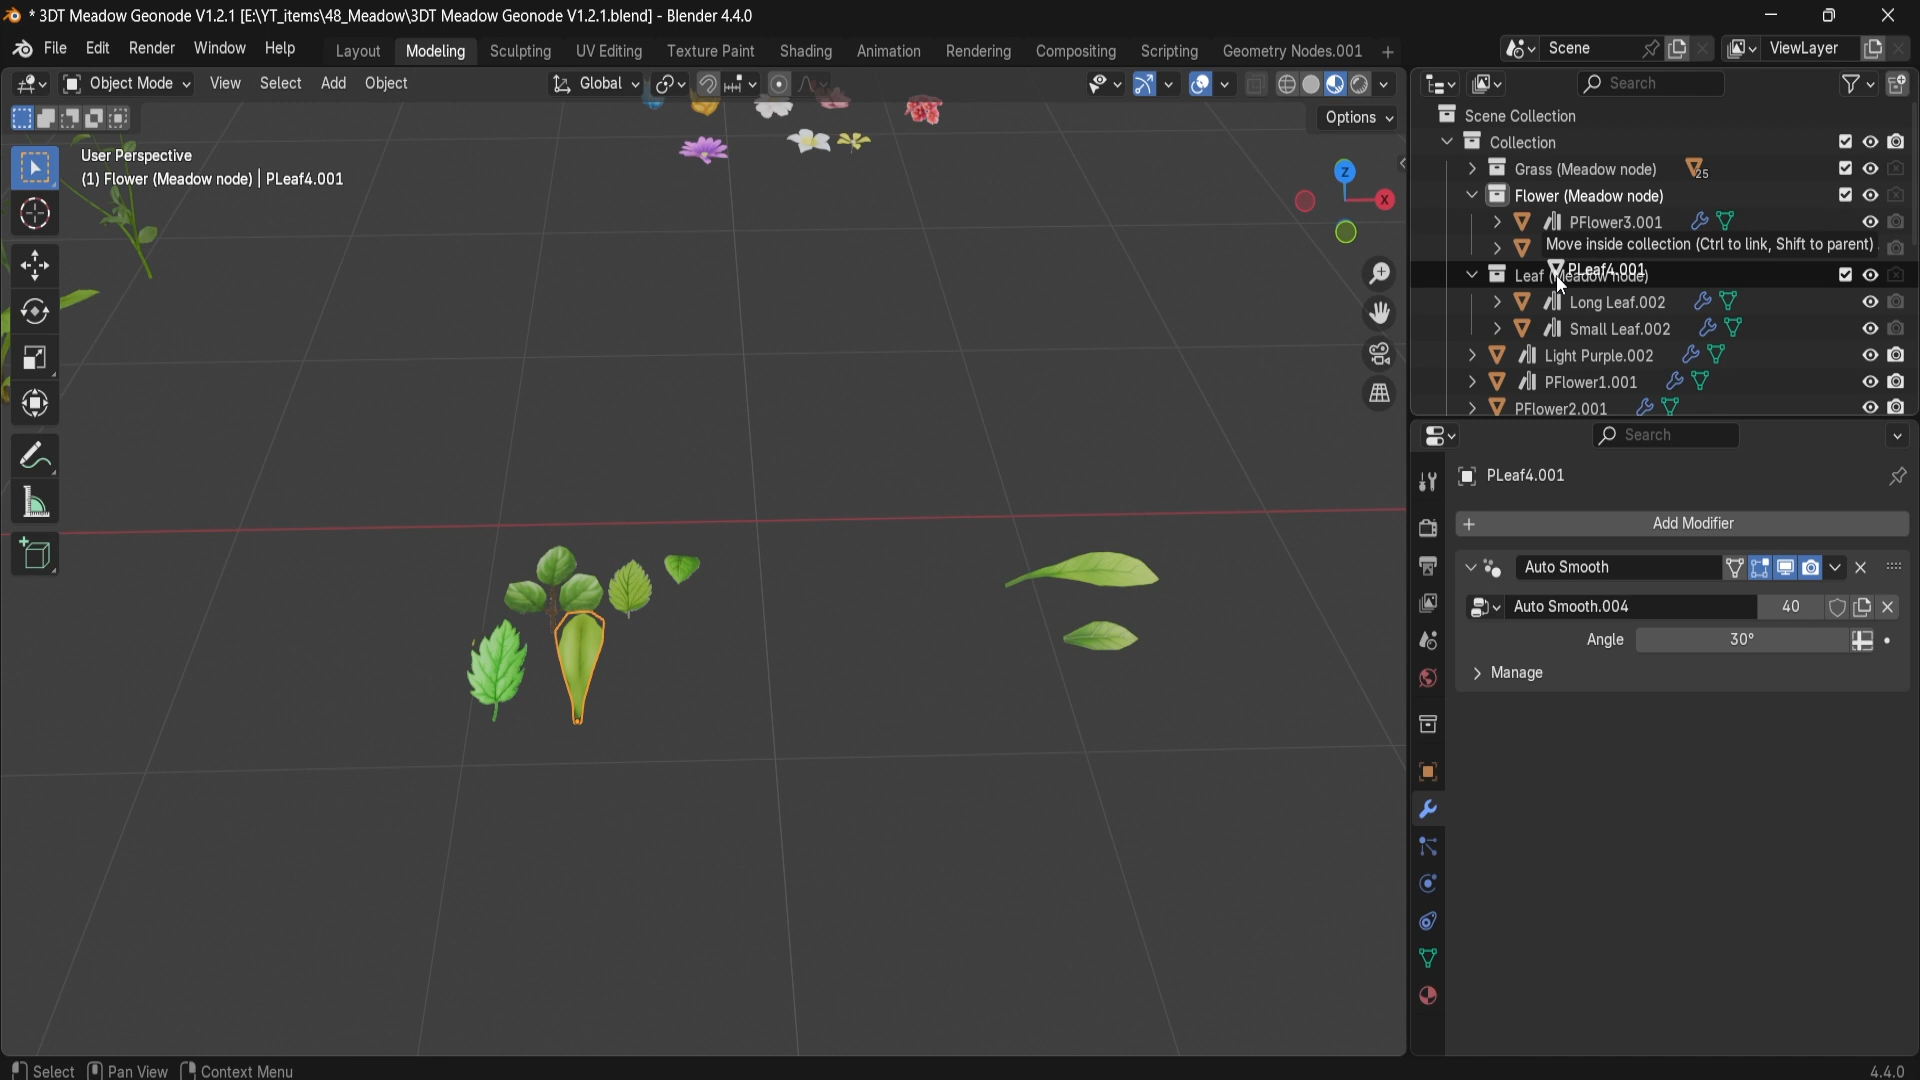 * 3DT Meadow Geonode V1.2.1 [E:\YT_items\48_Meadow\3DT Meadow Geonode V1.2.1.blend] - Blender 4.4.0
File Edit Render Window Help Layout Modeling Sculpting UV Editing Texture Paint Shading Animation Rendering Compositing Scripting Geometry Nodes.001 + Scene ViewLayer
Object Mode View Select Add Object Global Search
Options
User Perspective
(1) Flower (Meadow node) | PLeaf4.001
Z
X
Scene Collection
Collection
Grass (Meadow node) 25
Flower (Meadow node)
PFlower3.001
Move inside collection (Ctrl to link, Shift to parent)
PLeaf4.001
Leaf (Meadow node)
Long Leaf.002
Small Leaf.002
Light Purple.002
PFlower1.001
PFlower2.001
Search
PLeaf4.001
+ Add Modifier
Auto Smooth
Auto Smooth.004 40
Angle 30°
Manage
Select Pan View Context Menu 4.4.0